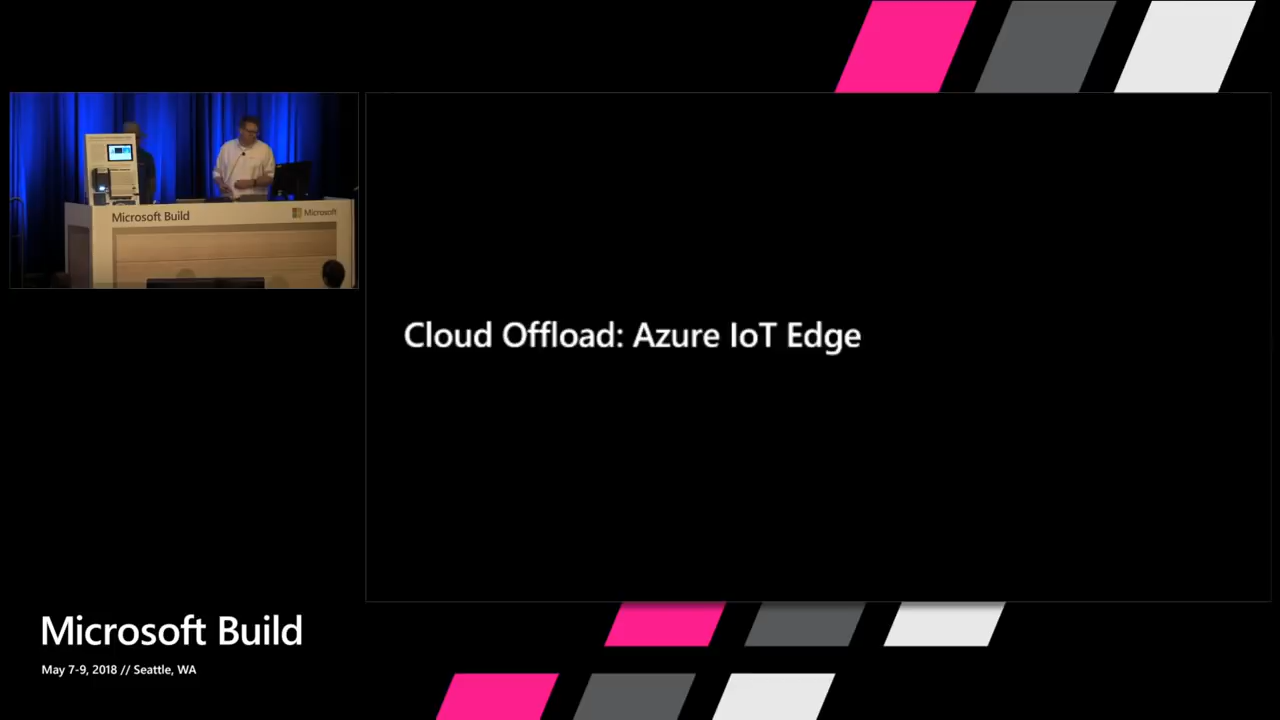 Microsoft Build
Microsoft
Cloud Offload: Azure IoT Edge
Microsoft Build
May 7-9, 2018 // Seattle, WA